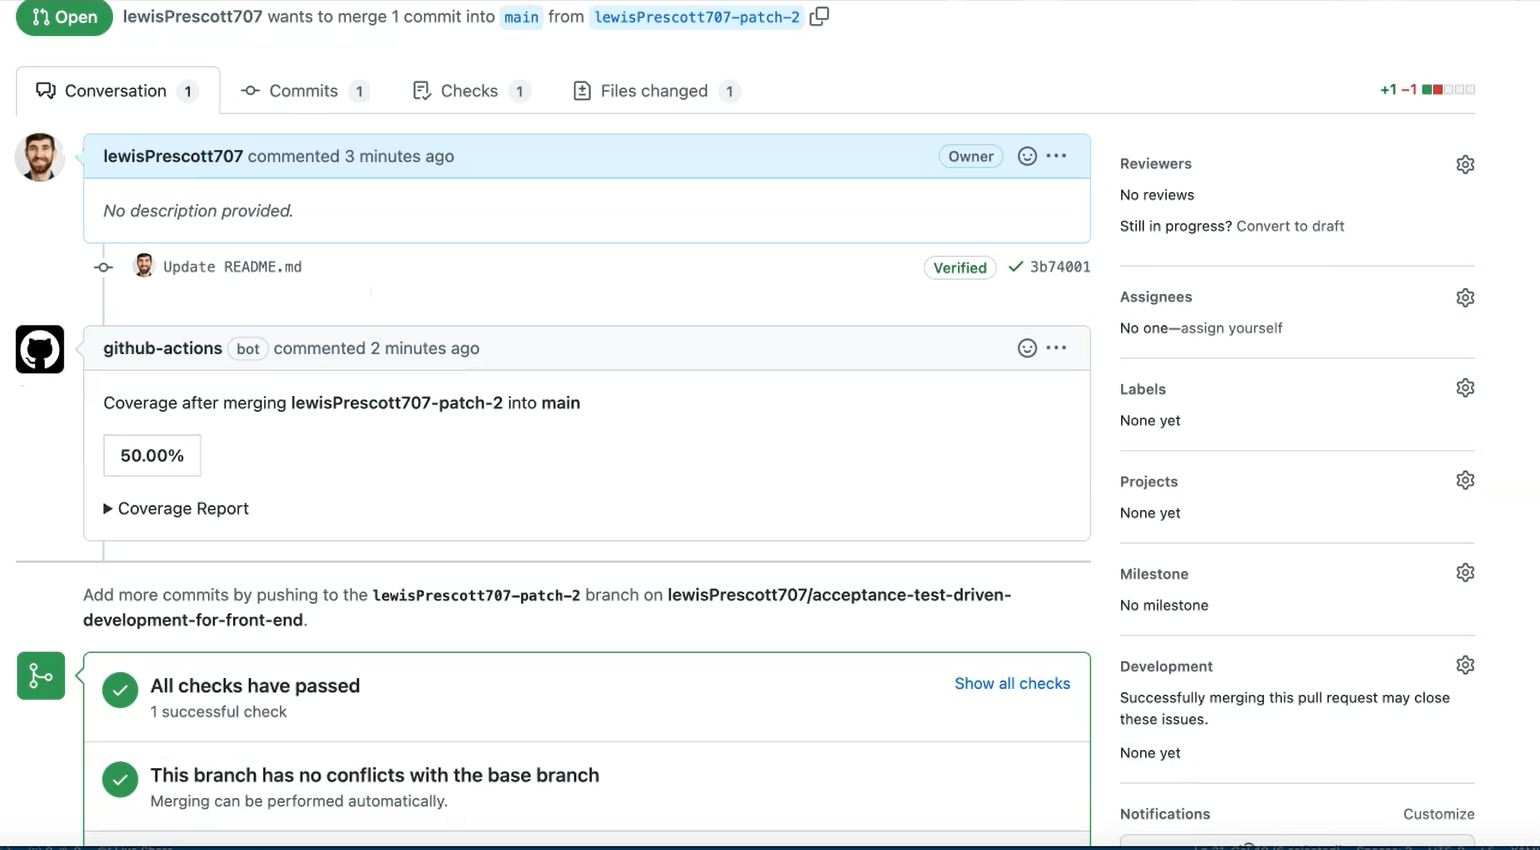 Open lewisPrescott707 wants to merge 1 commit into main from lewisPrescott707-patch-2
Conversation 1 Commits 1 Checks 1 Files changed 1 +1 −1
lewisPrescott707 commented 3 minutes ago Owner
No description provided.
Update README.md Verified 3b74001
github-actions bot commented 2 minutes ago
Coverage after merging lewisPrescott707-patch-2 into main
50.00%
Coverage Report
Add more commits by pushing to the lewisPrescott707-patch-2 branch on lewisPrescott707/acceptance-test-driven-
development-for-front-end.
All checks have passed
Show all checks
1 successful check
This branch has no conflicts with the base branch
Merging can be performed automatically.
Reviewers
No reviews
Still in progress? Convert to draft
Assignees
No one—assign yourself
Labels
None yet
Projects
None yet
Milestone
No milestone
Development
Successfully merging this pull request may close
these issues.
None yet
Notifications Customize